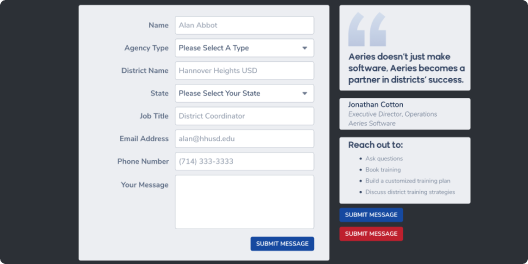 Name
Alan Abbot
Agency Type
Please Select A Type
District Name
Hannover Heights USD
State
Please Select Your State
Job Title
District Coordinator
Email Address
alan@hhusd.edu
Phone Number
(714) 333-3333
Your Message
SUBMIT MESSAGE
“
Aeries doesn't just make
software. Aeries becomes a
partner in districts' success.
Jonathan Cotton
Executive Director, Operations
Aeries Software
Reach out to:
• Ask questions
• Book training
• Build a customized training plan
• Discuss district training strategies
SUBMIT MESSAGE
SUBMIT MESSAGE